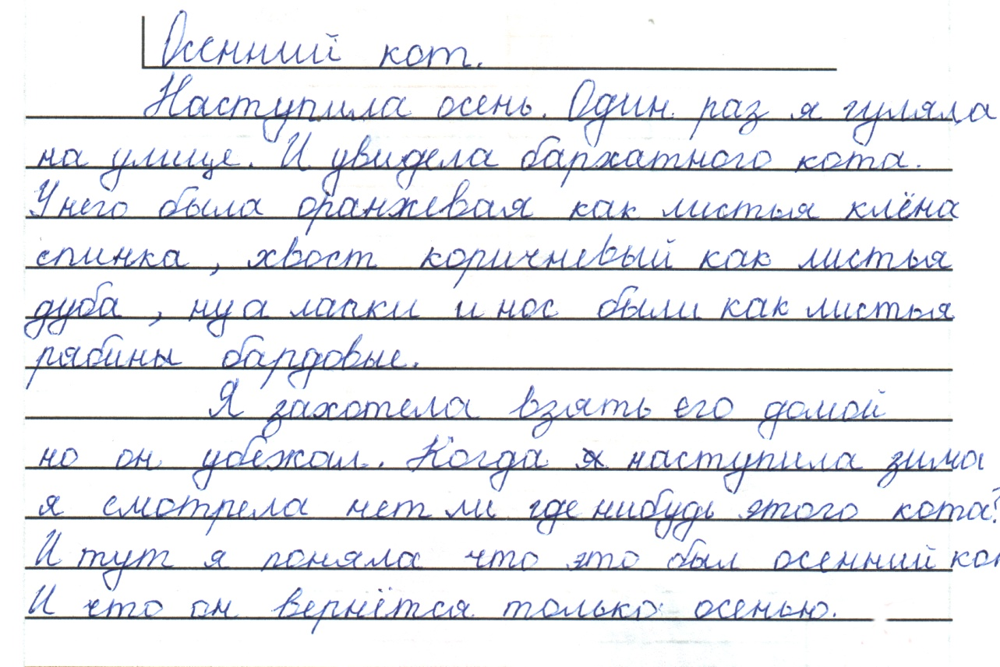 Осенний кот.
Наступила осень. Один раз я гуляла
на улице. И увидела бархатного кота.
У него была оранжевая как листья клёна
спинка, хвост коричневый как листья
дуба, ну а лапки и нос были как листья
рябины бардовые.
Я захотела взять его домой
но он убежал. Когда наступила зима
я смотрела нет ли где нибудь этого кота?
И тут я поняла что это был осенний кот
И что он вернётся только осенью.